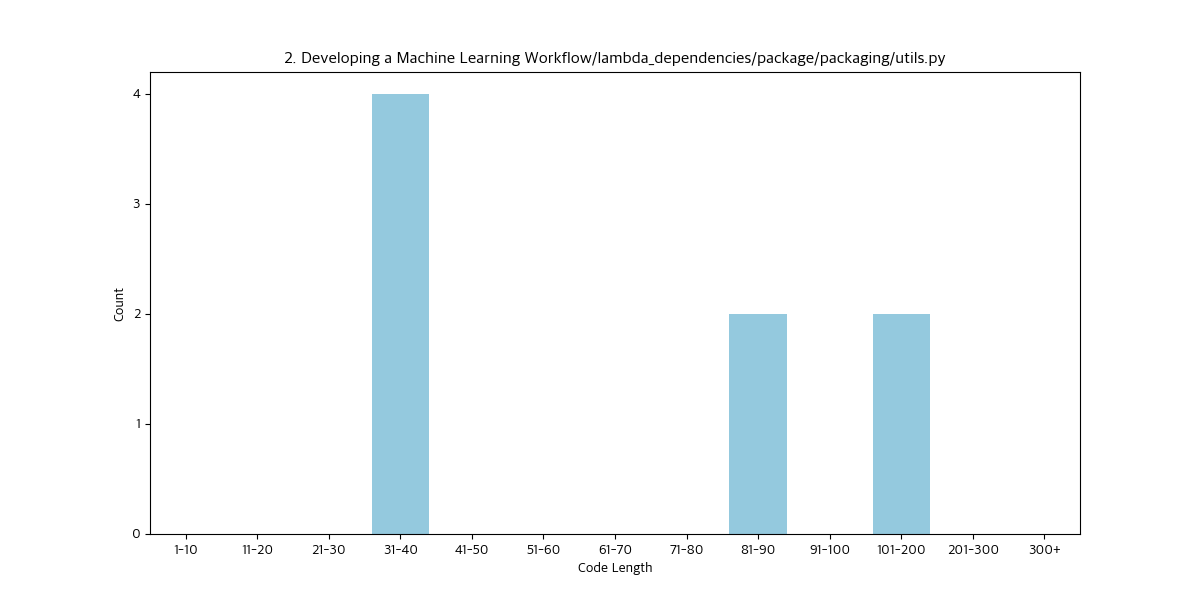 2. Developing a Machine Learning Workflow/lambda_dependencies/package/packaging/utils.py
4
3
2
1
0
Count
1-10 11-20 21-30 31-40 41-50 51-60 61-70 71-80 81-90 91-100 101-200 201-300 300+
Code Length